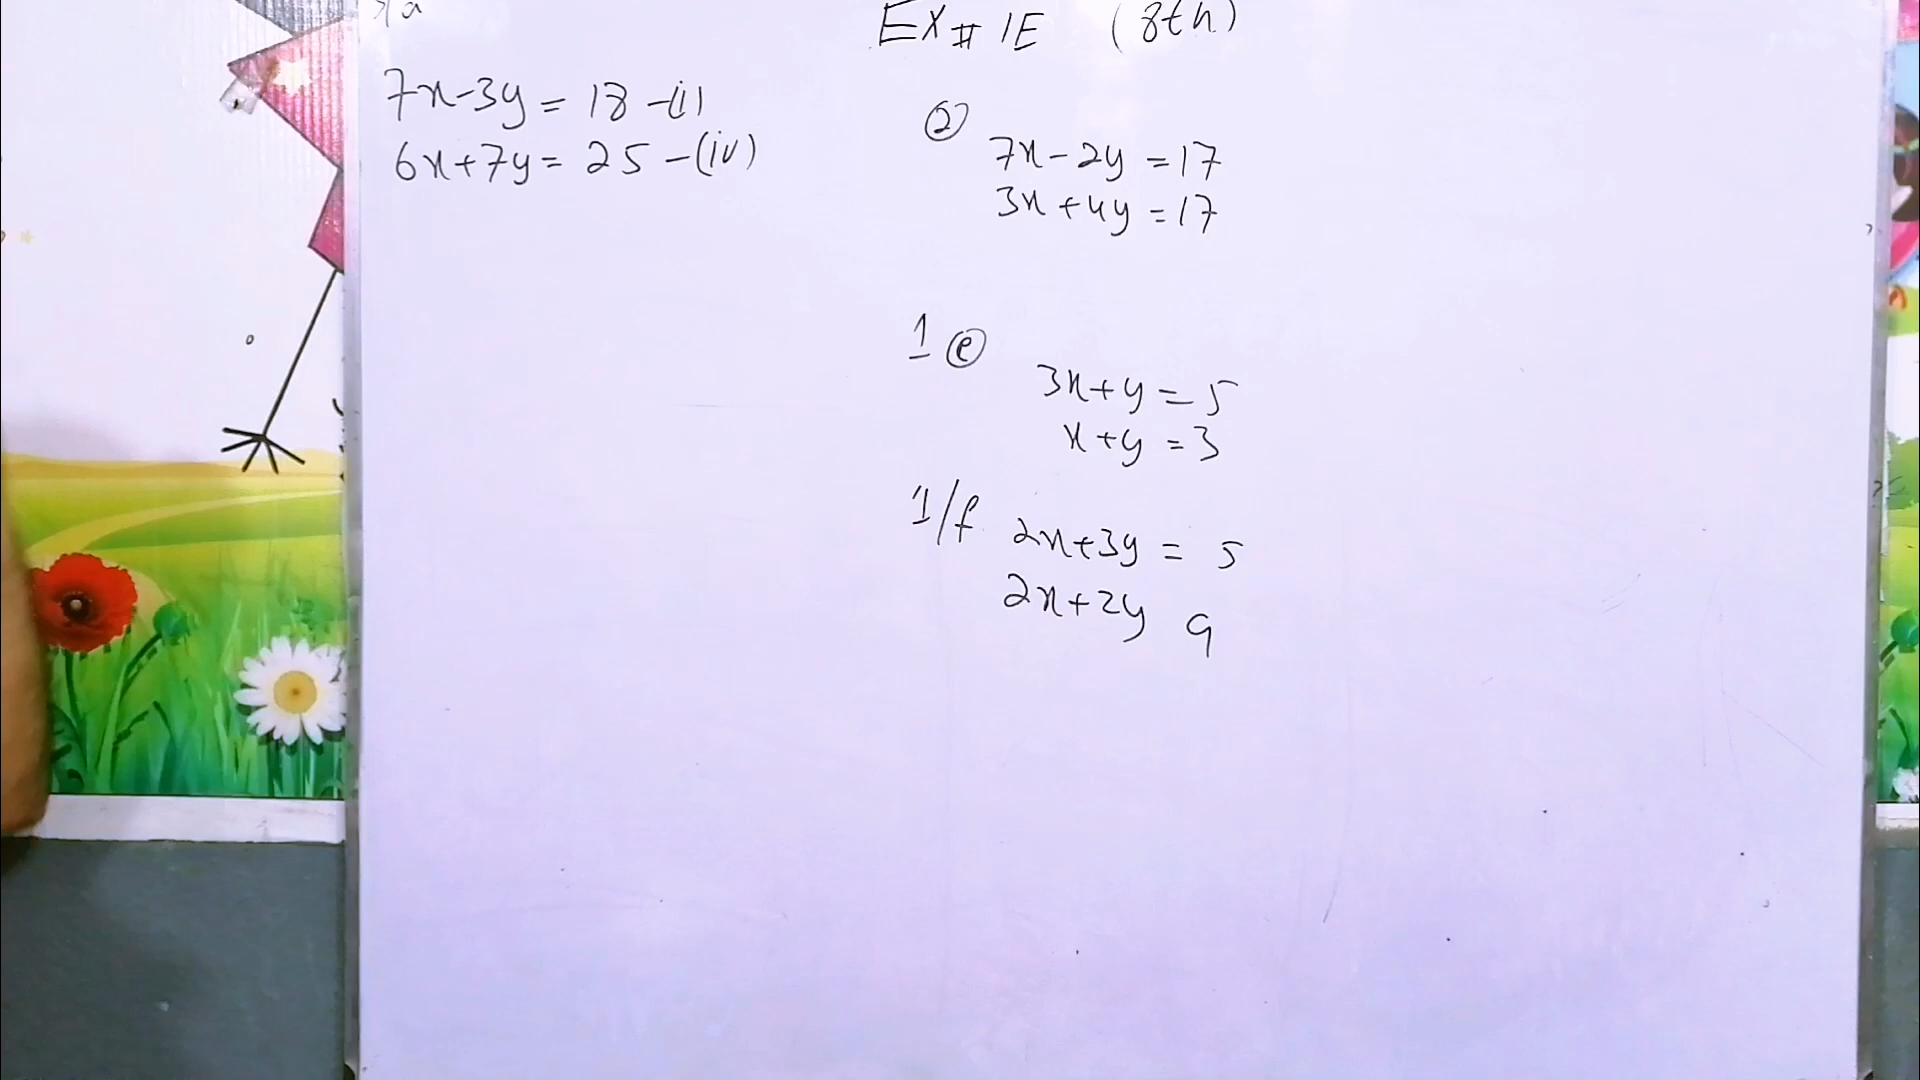 Ex # 1E (8th)
7x-3y = 18 -(i)
6x+7y = 25 -(iv)
②
7x-2y = 17
3x+4y = 17
1 ⓔ
3x+y = 5
x+y = 3
1/f 2x+3y = 5
2x+2y 9